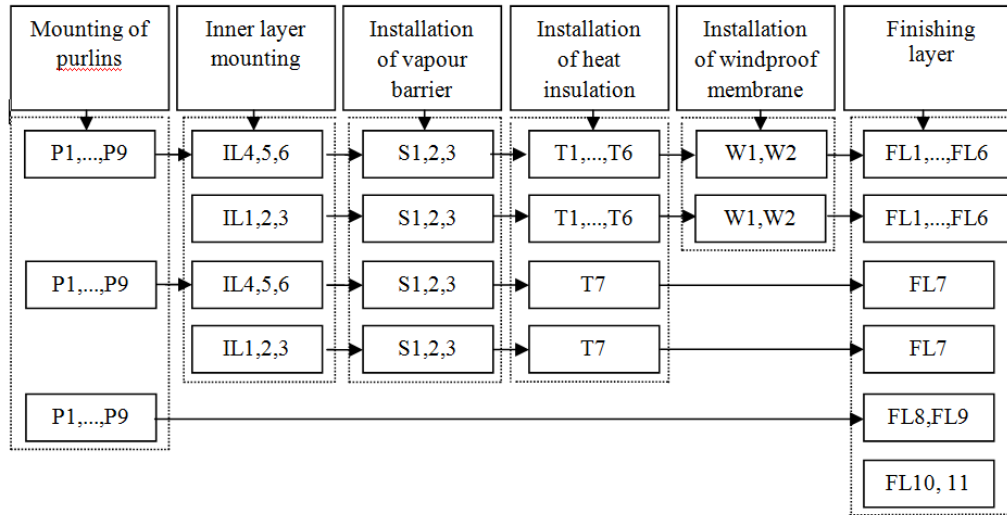 Mounting of
purlins
Inner layer
mounting
Installation
of vapour
barrier
Installation
of heat
insulation
Installation
of windproof
membrane
Finishing
layer
P1,...,P9
IL4,5,6
S1,2,3
T1,...,T6
W1,W2
FL1,...,FL6
IL1,2,3
S1,2,3
T1,...,T6
W1,W2
FL1,...,FL6
P1,...,P9
IL4,5,6
S1,2,3
T7
FL7
IL1,2,3
S1,2,3
T7
FL7
P1,...,P9
FL8,FL9
FL10, 11